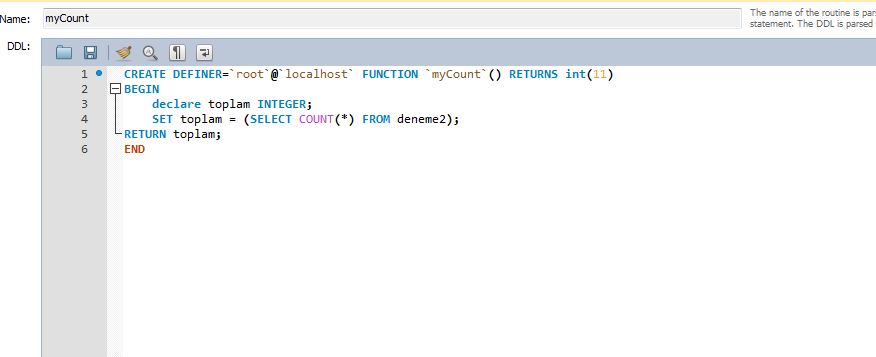 Name: myCount
The name of the routine is pars
statement. The DDL is parsed
DDL:
1 CREATE DEFINER=`root`@`localhost` FUNCTION `myCount`() RETURNS int(11)
2 BEGIN
3 declare toplam INTEGER;
4 SET toplam = (SELECT COUNT(*) FROM deneme2);
5 RETURN toplam;
6 END